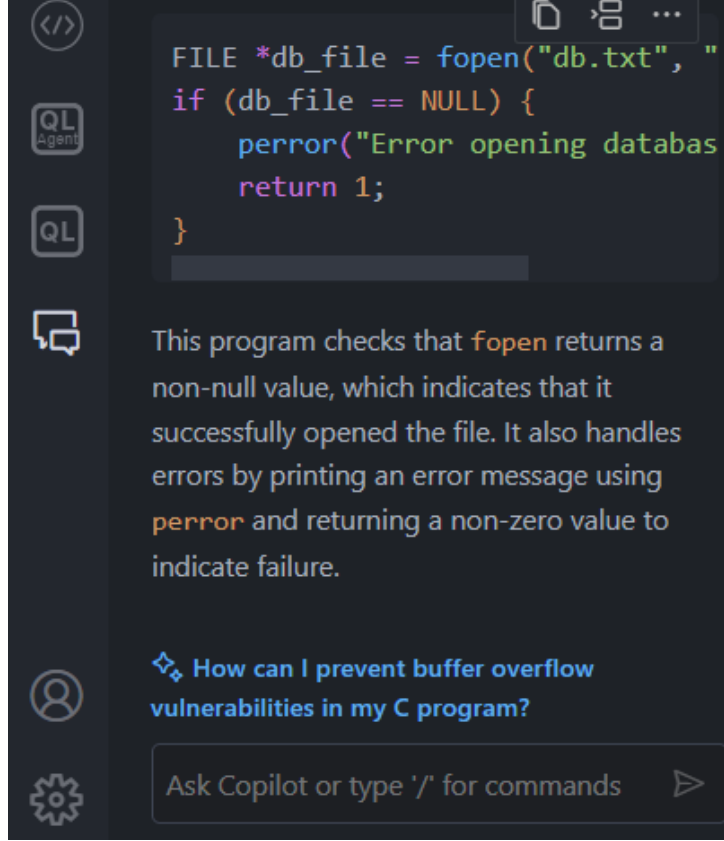 </>
QL
Agent
QL
FILE *db_file = fopen("db.txt", "
if (db_file == NULL) {
    perror("Error opening databas
    return 1;
}
This program checks that fopen returns a
non-null value, which indicates that it
successfully opened the file. It also handles
errors by printing an error message using
perror and returning a non-zero value to
indicate failure.
How can I prevent buffer overflow
vulnerabilities in my C program?
Ask Copilot or type '/' for commands